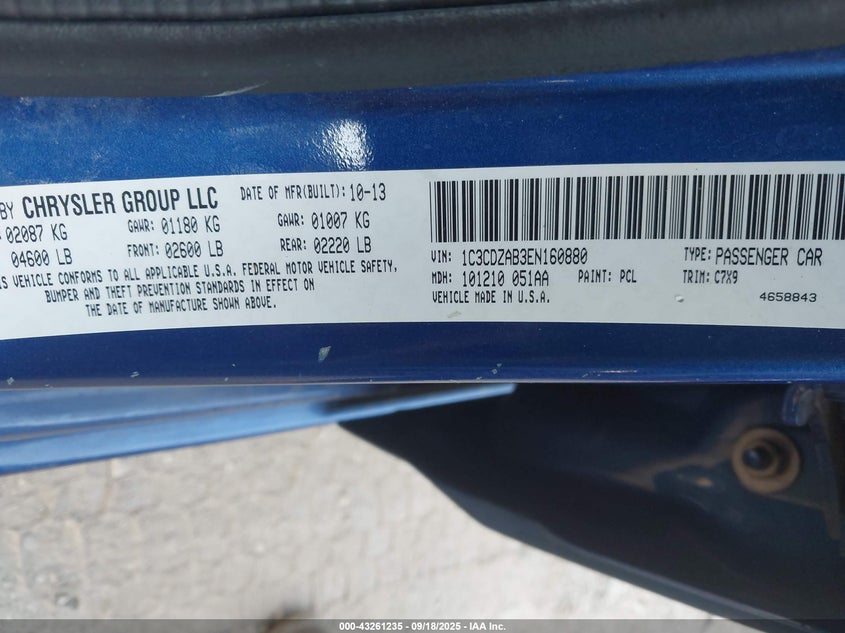 BY CHRYSLER GROUP LLC DATE OF MFR(BUILT): 10-13
02087 KG GAWR: 01180 KG GAWR: 01007 KG
04600 LB FRONT: 02600 LB REAR: 02220 LB
VEHICLE CONFORMS TO ALL APPLICABLE U.S.A. FEDERAL MOTOR VEHICLE SAFETY,
BUMPER AND THEFT PREVENTION STANDARDS IN EFFECT ON
THE DATE OF MANUFACTURE SHOWN ABOVE.
VIN: 1C3CDZAB3EN160880 TYPE: PASSENGER CAR
MDH: 101210 051AA PAINT: PCL TRIM: C7X9
VEHICLE MADE IN U.S.A. 4658843
000-43261235 - 09/18/2025 - IAA Inc.